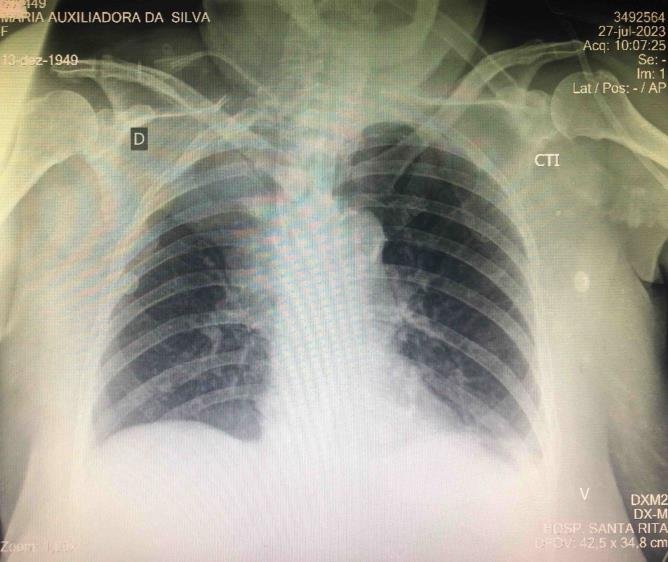 MARIA AUXILIADORA DA SILVA
F
13-dez-1949
3492564
27-jul-2023
Acq: 10:07:25
Se: -
Im: 1
Lat / Pos: - / AP
D
CTI
V
DXM2
DX-M
HOSP. SANTA RITA
DFOV: 42,5 x 34,8 cm
Zoom: